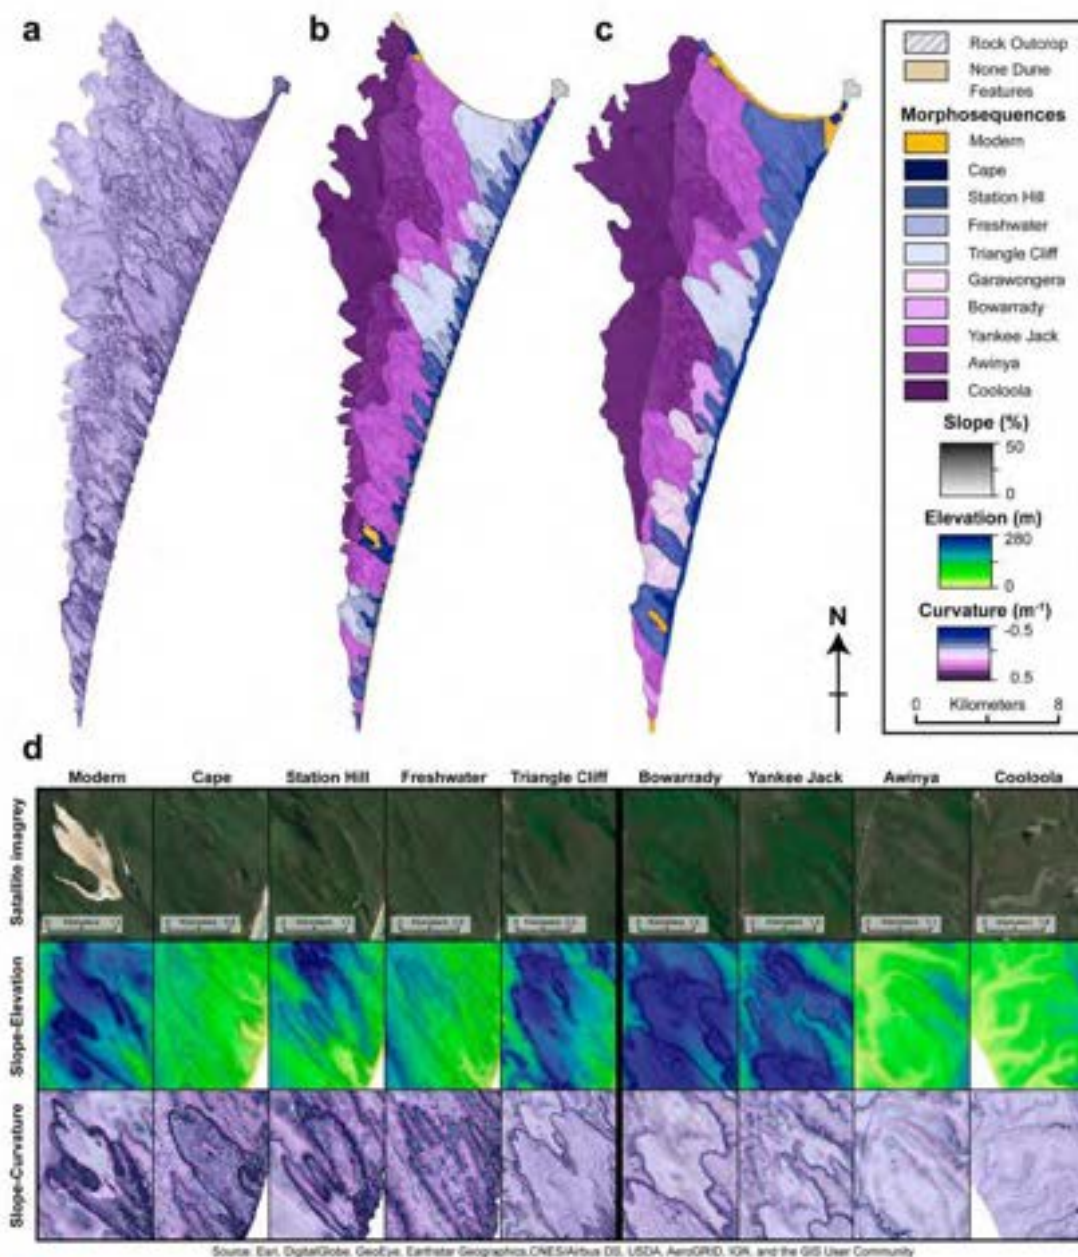 a
b
c
Rock Outcrop
None Dune
Features
Morphosequences
Modern
Cape
Station Hill
Freshwater
Triangle Cliff
Garawongera
Bowarrady
Yankee Jack
Awinya
Cooloola
Slope (%)
50
0
Elevation (m)
280
0
Curvature (m⁻¹)
-0.5
0.5
N
0 Kilometers 8
d
Modern Cape Station Hill Freshwater Triangle Cliff Bowarrady Yankee Jack Awinya Cooloola
Satallite imagrey
Slope-Elevation
Slope-Curvature
Source: Esri, DigitalGlobe, GeoEye, Earthstar Geographics, CNES/Airbus DS, USDA, AeroGRID, IGN, and the GIS User Community